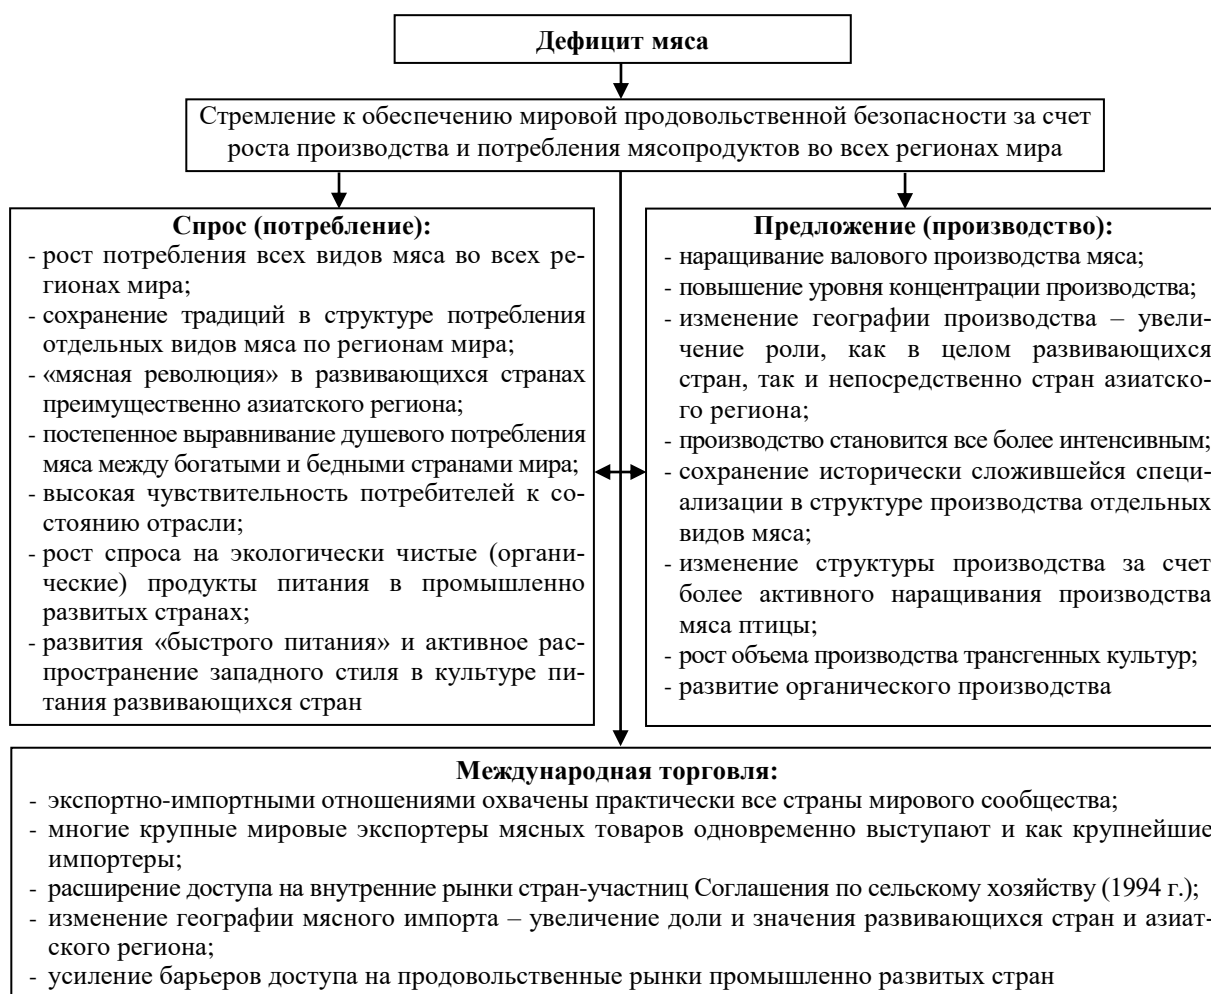 Дефицит мяса
Стремление к обеспечению мировой продовольственной безопасности за счет
роста производства и потребления мясопродуктов во всех регионах мира
Спрос (потребление):
- рост потребления всех видов мяса во всех ре-
гионах мира;
- сохранение традиций в структуре потребления
отдельных видов мяса по регионам мира;
- «мясная революция» в развивающихся странах
преимущественно азиатского региона;
- постепенное выравнивание душевого потребления
мяса между богатыми и бедными странами мира;
- высокая чувствительность потребителей к со-
стоянию отрасли;
- рост спроса на экологически чистые (органи-
ческие) продукты питания в промышленно
развитых странах;
- развития «быстрого питания» и активное рас-
пространение западного стиля в культуре пи-
тания развивающихся стран
Предложение (производство):
- наращивание валового производства мяса;
- повышение уровня концентрации производства;
- изменение географии производства – увели-
чение роли, как в целом развивающихся
стран, так и непосредственно стран азиатско-
го региона;
- производство становится все более интенсивным;
- сохранение исторически сложившейся специ-
ализации в структуре производства отдельных
видов мяса;
- изменение структуры производства за счет
более активного наращивания производства
мяса птицы;
- рост объема производства трансгенных культур;
- развитие органического производства
Международная торговля:
- экспортно-импортными отношениями охвачены практически все страны мирового сообщества;
- многие крупные мировые экспортеры мясных товаров одновременно выступают и как крупнейшие
импортеры;
- расширение доступа на внутренние рынки стран-участниц Соглашения по сельскому хозяйству (1994 г.);
- изменение географии мясного импорта – увеличение доли и значения развивающихся стран и азиат-
ского региона;
- усиление барьеров доступа на продовольственные рынки промышленно развитых стран